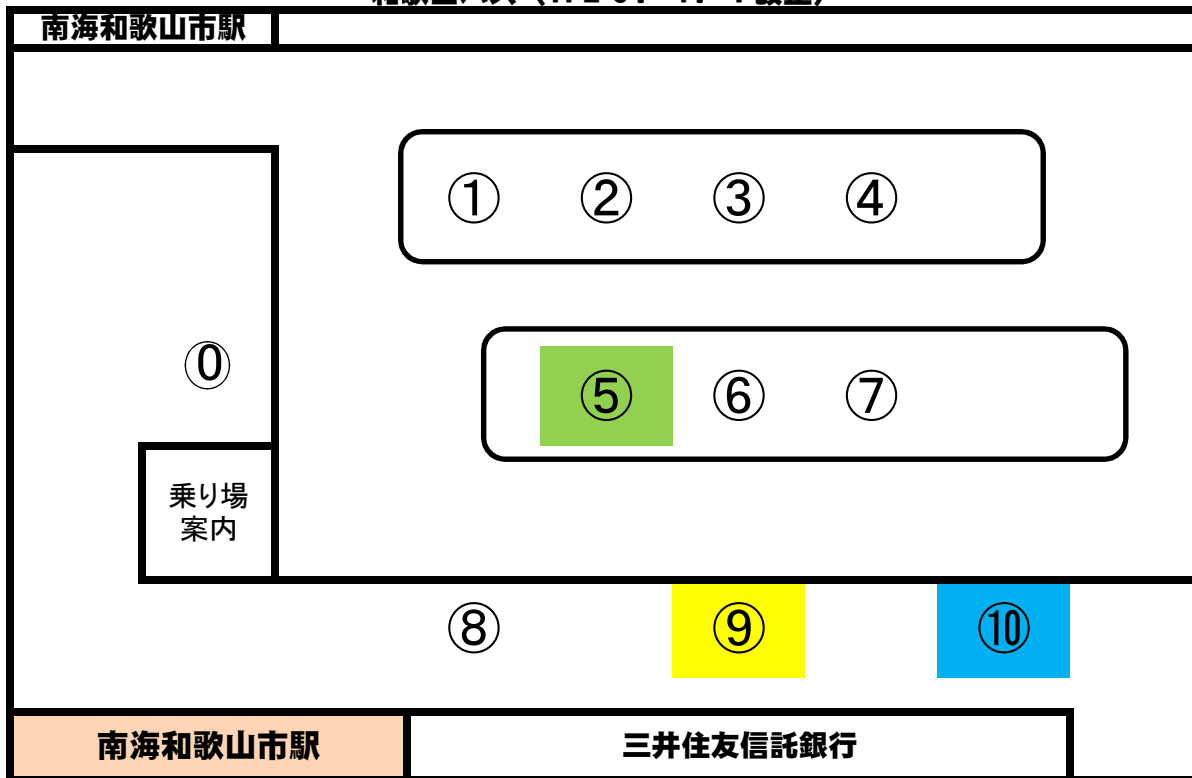 南海和歌山市駅
① ② ③ ④
⓪
⑤ ⑥ ⑦
乗り場
案内
⑧ ⑨ ⑩
南海和歌山市駅
三井住友信託銀行